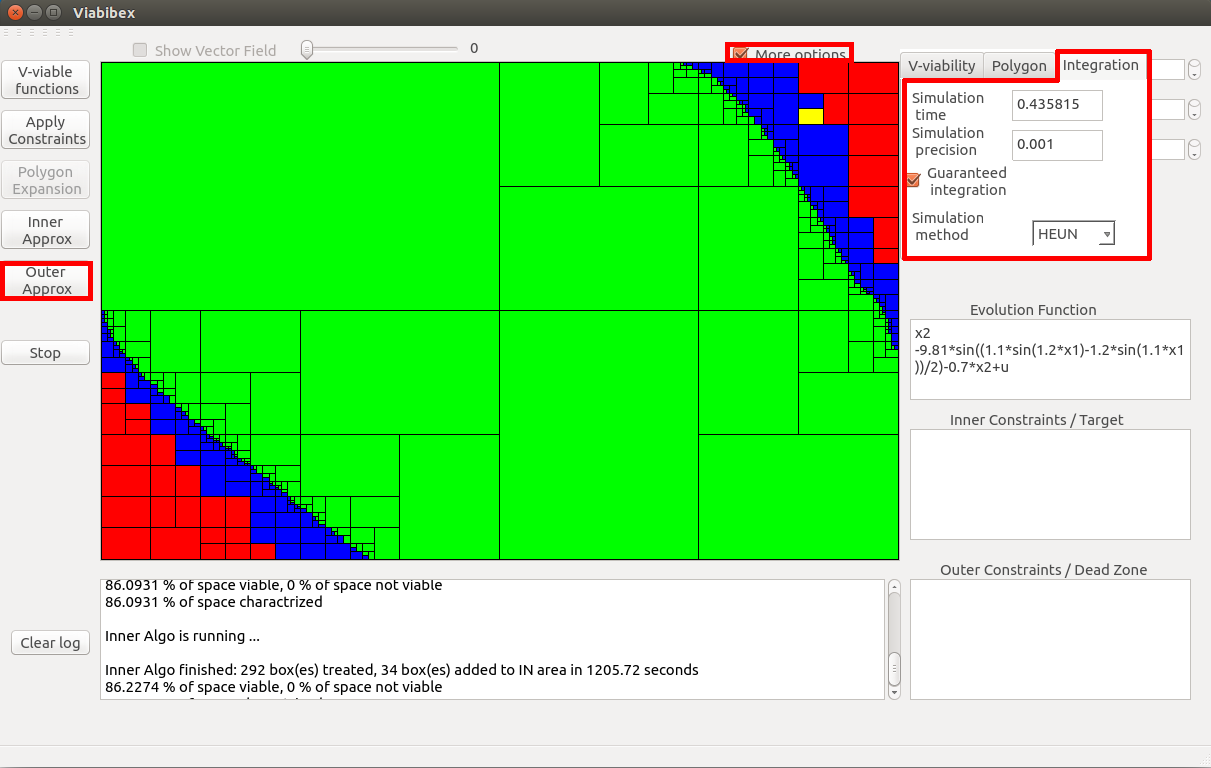 Viabibex
Show Vector Field
0
More options
V-viable
functions
Apply
Constraints
Polygon
Expansion
Inner
Approx
Outer
Approx
Stop
Clear log
V-viability
Polygon
Integration
Simulation
time
0.435815
Simulation
precision
0.001
Guaranteed
integration
Simulation
method
HEUN
Evolution Function
x2
-9.81*sin((1.1*sin(1.2*x1)-1.2*sin(1.1*x1
))/2)-0.7*x2+u
Inner Constraints / Target
Outer Constraints / Dead Zone
86.0931 % of space viable, 0 % of space not viable
86.0931 % of space charactrized
Inner Algo is running ...
Inner Algo finished: 292 box(es) treated, 34 box(es) added to IN area in 1205.72 seconds
86.2274 % of space viable, 0 % of space not viable